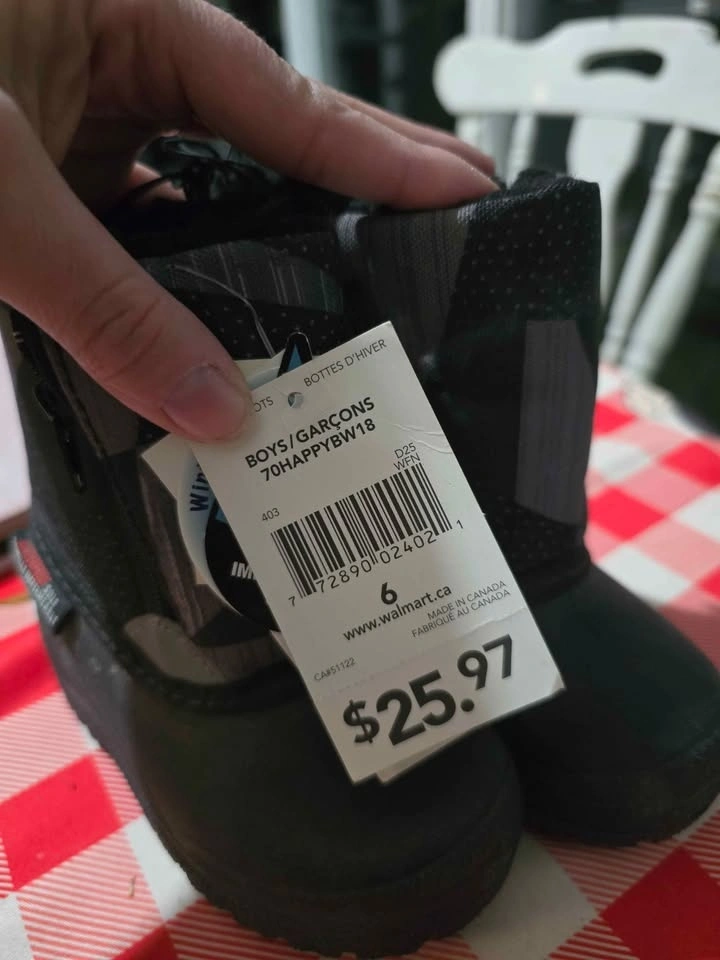 BOTTES D'HIVER
BOYS/GARÇONS
70HAPPYBW18
D25
WFN
403
7 72890 02402 1
6
www.walmart.ca
MADE IN CANADA
FABRIQUÉ AU CANADA
CA#51122
$25.97